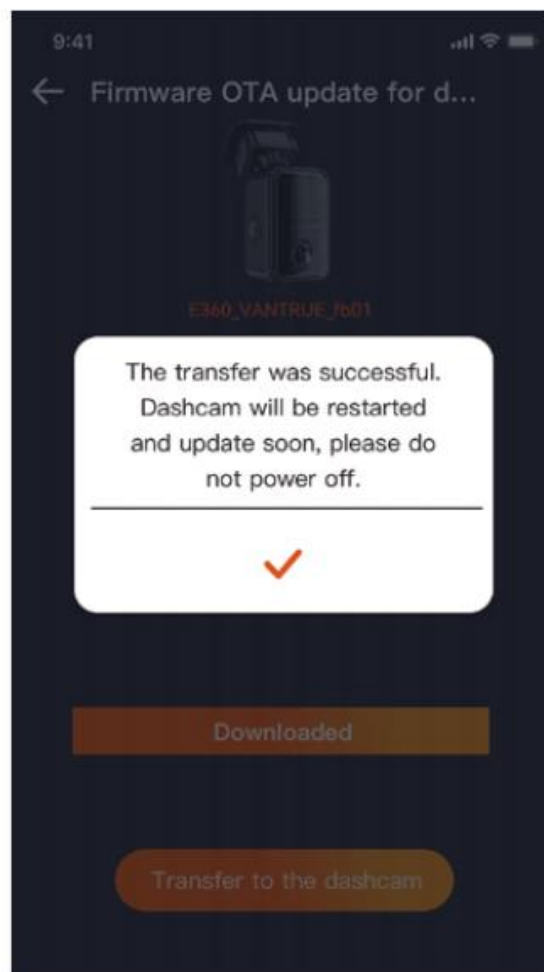 9:41
Firmware OTA update for d...
E360_VANTRUE_fb01
The transfer was successful.
Dashcam will be restarted
and update soon, please do
not power off.
Downloaded
Transfer to the dashcam